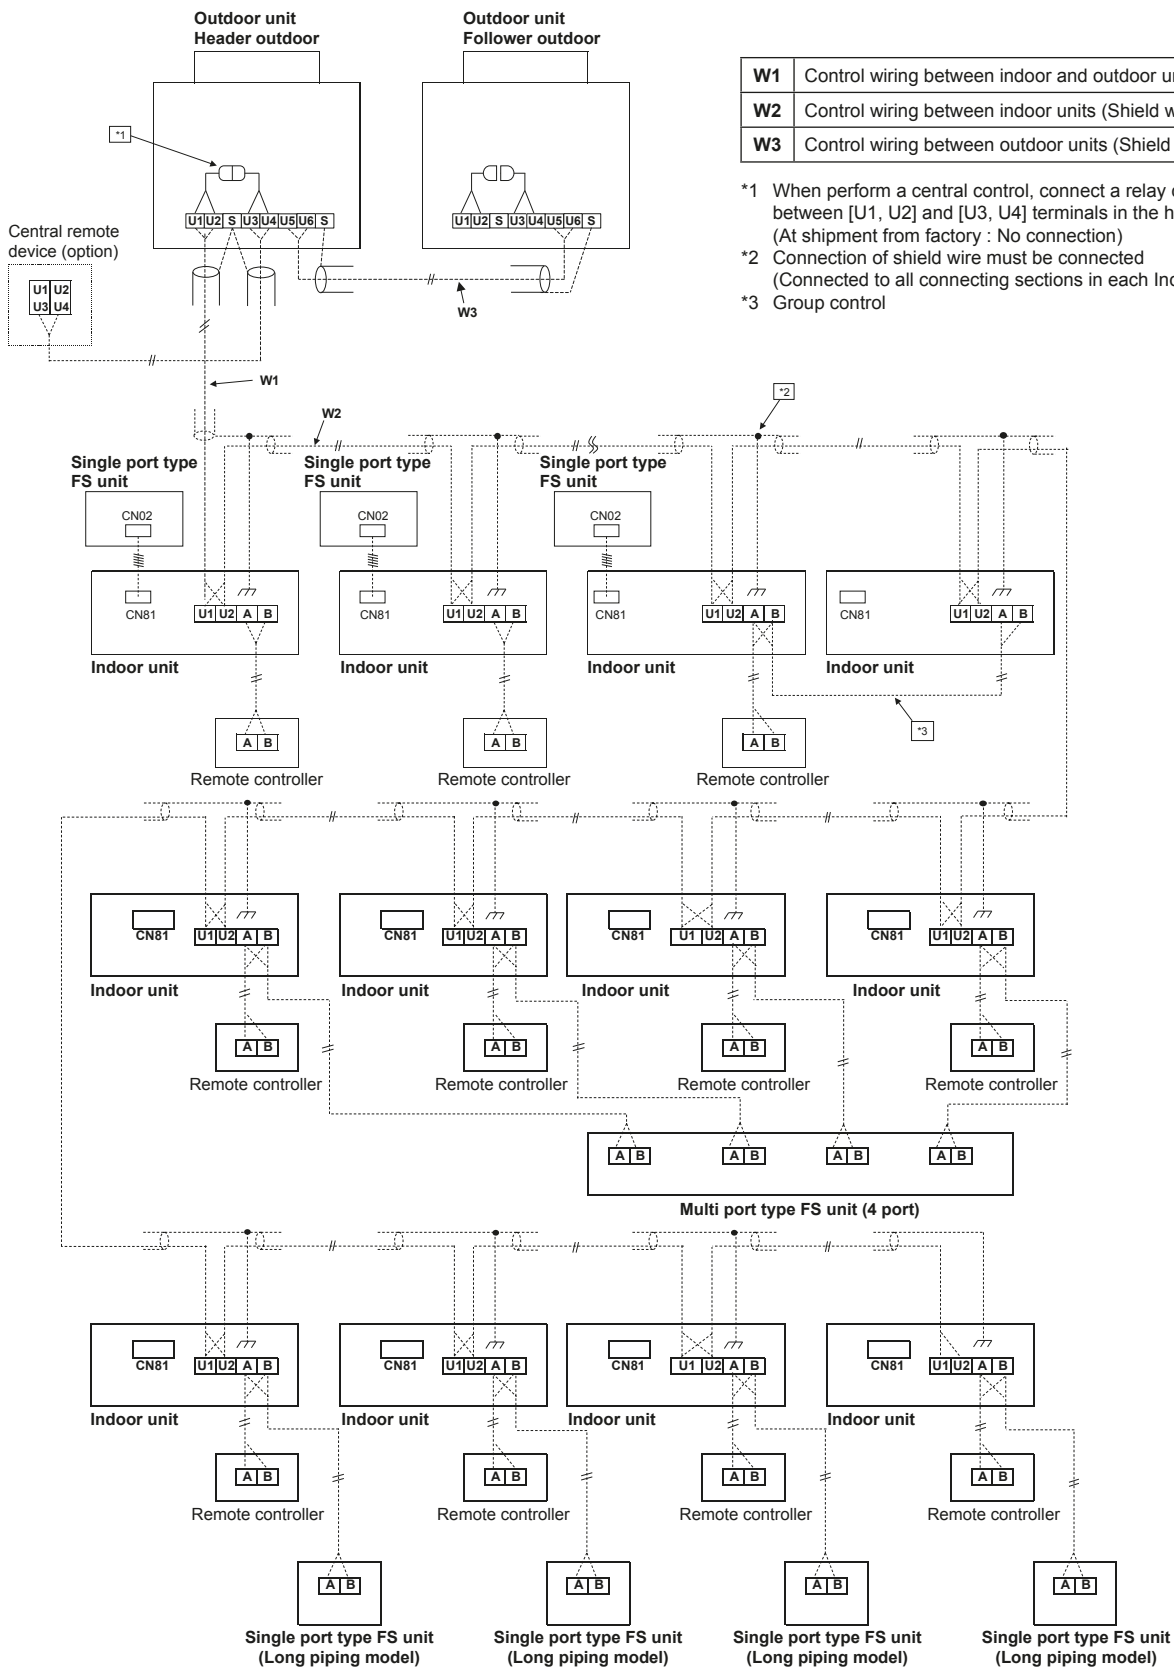 Outdoor unit
Header outdoor
Outdoor unit
Follower outdoor
W1 Control wiring between indoor and outdoor
W2 Control wiring between indoor units (Shield
W3 Control wiring between outdoor units (Shield
*1
*1 When perform a central control, connect a relay
between [U1, U2] and [U3, U4] terminals in the
(At shipment from factory : No connection)
*2 Connection of shield wire must be connected
(Connected to all connecting sections in each
*3 Group control
U1 U2 S U3 U4 U5 U6 S
U1 U2 S U3 U4 U5 U6 S
Central remote
device (option)
U1 U2
U3 U4
W3
W1
W2
*2
Single port type
FS unit
Single port type
FS unit
Single port type
FS unit
CN02
CN02
CN02
CN81
U1 U2 A B
CN81
U1 U2 A B
CN81
U1 U2 A B
CN81
U1 U2 A B
Indoor unit
Indoor unit
Indoor unit
Indoor unit
*3
A B
A B
A B
Remote controller
Remote controller
Remote controller
CN81
U1 U2 A B
CN81
U1 U2 A B
CN81
U1 U2 A B
CN81
U1 U2 A B
Indoor unit
Indoor unit
Indoor unit
Indoor unit
A B
A B
A B
A B
Remote controller
Remote controller
Remote controller
Remote controller
A B
A B
A B
A B
Multi port type FS unit (4 port)
CN81
U1 U2 A B
CN81
U1 U2 A B
CN81
U1 U2 A B
CN81
U1 U2 A B
Indoor unit
Indoor unit
Indoor unit
Indoor unit
A B
A B
A B
A B
Remote controller
Remote controller
Remote controller
Remote controller
A B
A B
A B
A B
Single port type FS unit
(Long piping model)
Single port type FS unit
(Long piping model)
Single port type FS unit
(Long piping model)
Single port type FS unit
(Long piping model)